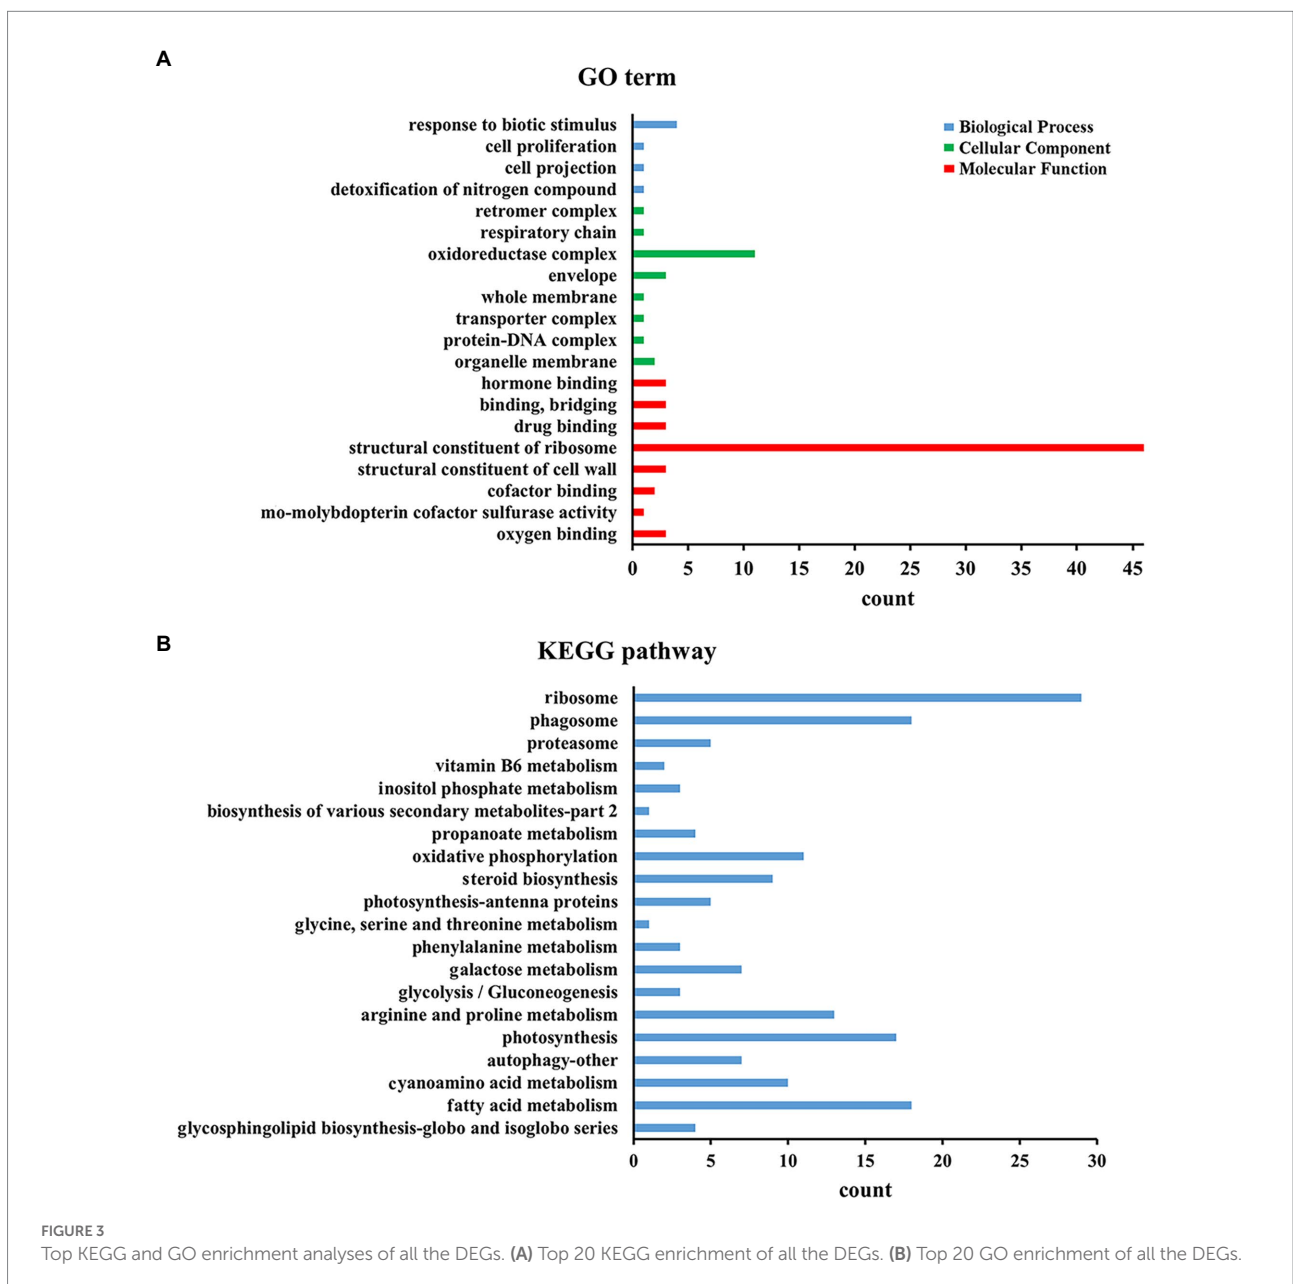 A
GO term
response to biotic stimulus
cell proliferation
cell projection
detoxification of nitrogen compound
retromer complex
respiratory chain
oxidoreductase complex
envelope
whole membrane
transporter complex
protein-DNA complex
organelle membrane
hormone binding
binding, bridging
drug binding
structural constituent of ribosome
structural constituent of cell wall
cofactor binding
mo-molybdopterin cofactor sulfurase activity
oxygen binding
Biological Process
Cellular Component
Molecular Function
0 5 10 15 20 25 30 35 40 45
count
B
KEGG pathway
ribosome
phagosome
proteasome
vitamin B6 metabolism
inositol phosphate metabolism
biosynthesis of various secondary metabolites-part 2
propanoate metabolism
oxidative phosphorylation
steroid biosynthesis
photosynthesis-antenna proteins
glycine, serine and threonine metabolism
phenylalanine metabolism
galactose metabolism
glycolysis / Gluconeogenesis
arginine and proline metabolism
photosynthesis
autophagy-other
cyanoamino acid metabolism
fatty acid metabolism
glycosphingolipid biosynthesis-globo and isoglobo series
0 5 10 15 20 25 30
count
FIGURE 3
Top KEGG and GO enrichment analyses of all the DEGs. (A) Top 20 KEGG enrichment of all the DEGs. (B) Top 20 GO enrichment of all the DEGs.